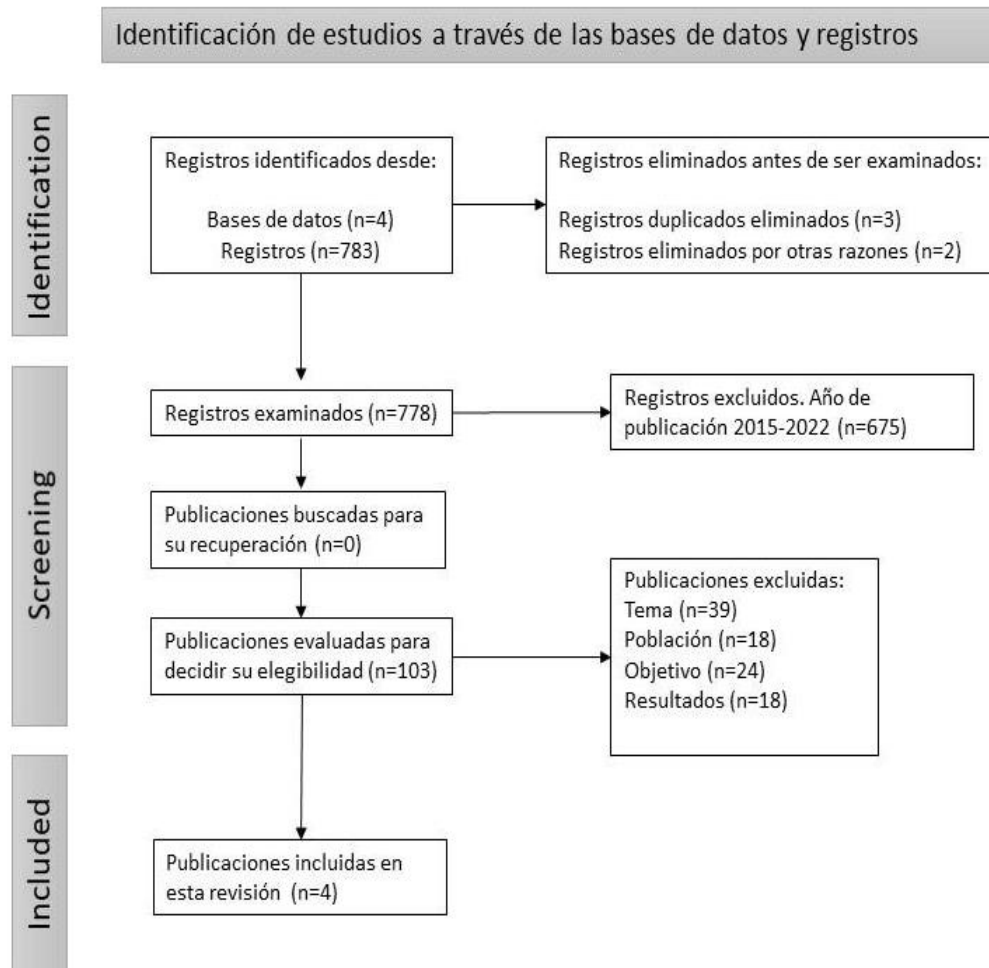 Identificación de estudios a través de las bases de datos y registros
Identification
Registros identificados desde:
Bases de datos (n=4)
Registros (n=783)
Registros eliminados antes de ser examinados:
Registros duplicados eliminados (n=3)
Registros eliminados por otras razones (n=2)
Screening
Registros examinados (n=778)
Registros excluidos. Año de
publicación 2015-2022 (n=675)
Publicaciones buscadas para
su recuperación (n=0)
Publicaciones evaluadas para
decidir su elegibilidad (n=103)
Publicaciones excluidas:
Tema (n=39)
Población (n=18)
Objetivo (n=24)
Resultados (n=18)
Included
Publicaciones incluidas en
esta revisión (n=4)